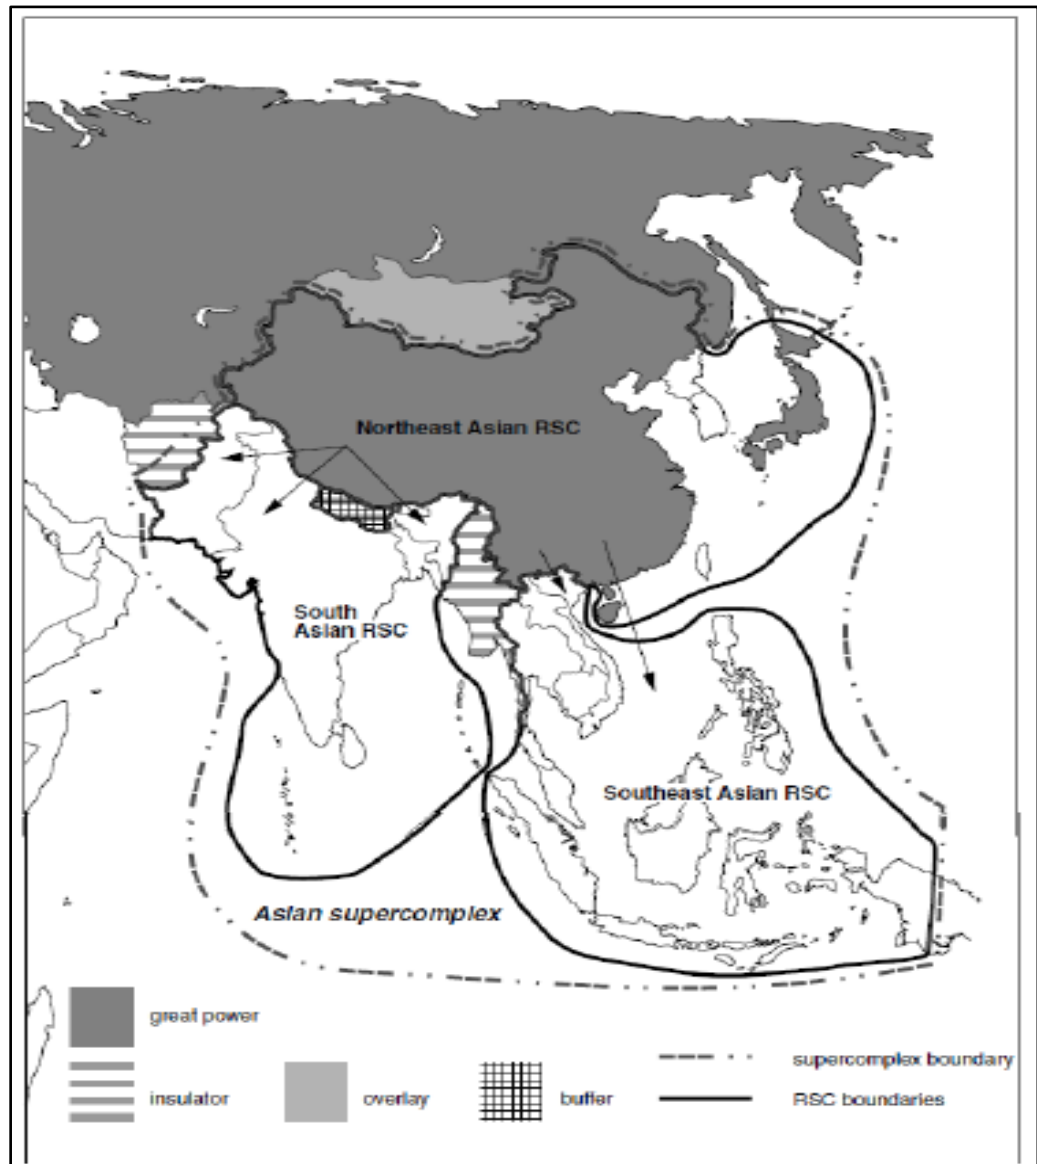 Northeast Asian RSC
South
Asian RSC
Southeast Asian RSC
Asian supercomplex
great power
insulator
overlay
buffer
supercomplex boundary
RSC boundaries